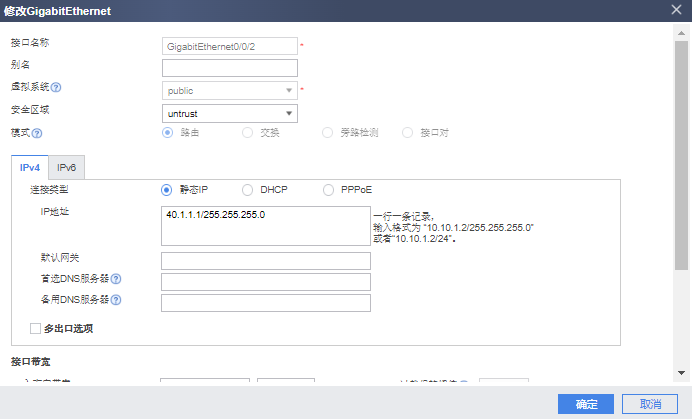 修改GigabitEthernet
接口名称 GigabitEthernet0/0/2 *
别名
虚拟系统 public *
安全区域 untrust
模式 路由 交换 旁路检测 接口对
IPv4 IPv6
连接类型 静态IP DHCP PPPoE
IP地址 40.1.1.1/255.255.255.0 一行一条记录,
输入格式为 "10.10.1.2/255.255.255.0"
或者"10.10.1.2/24"。
默认网关
首选DNS服务器
备用DNS服务器
多出口选项
接口带宽
确定 取消